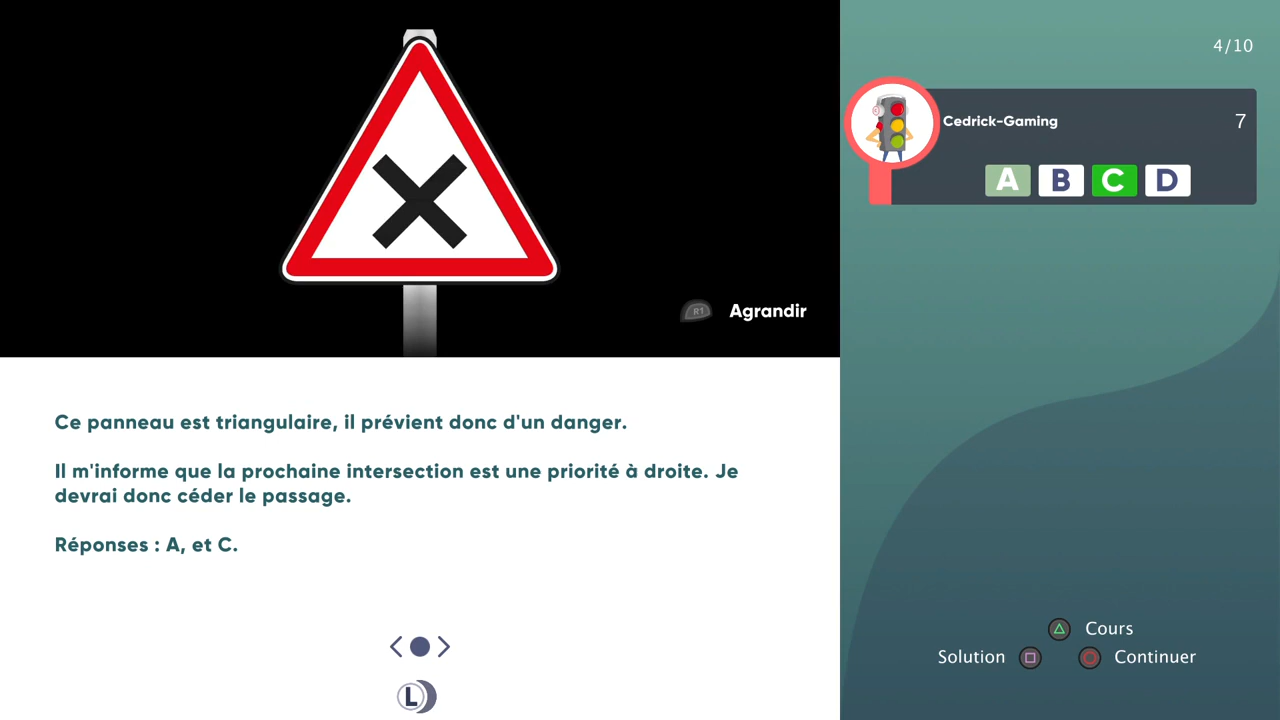 4/10
Cedrick-Gaming
7
A B C D
R1 Agrandir
Ce panneau est triangulaire, il prévient donc d'un danger.
Il m'informe que la prochaine intersection est une priorité à droite. Je
devrai donc céder le passage.
Réponses : A, et C.
L
Cours
Solution
Continuer